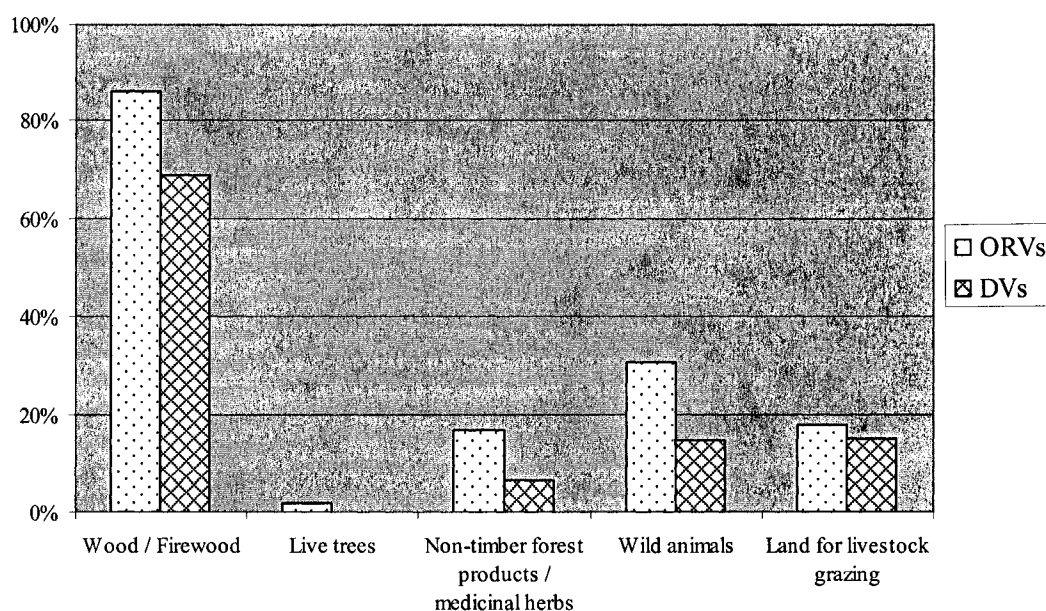 100%
80%
60%
40%
20%
0%
Wood / Firewood
Live trees
Non-timber forest
products /
medicinal herbs
Wild animals
Land for livestock
grazing
ORVs
DVs